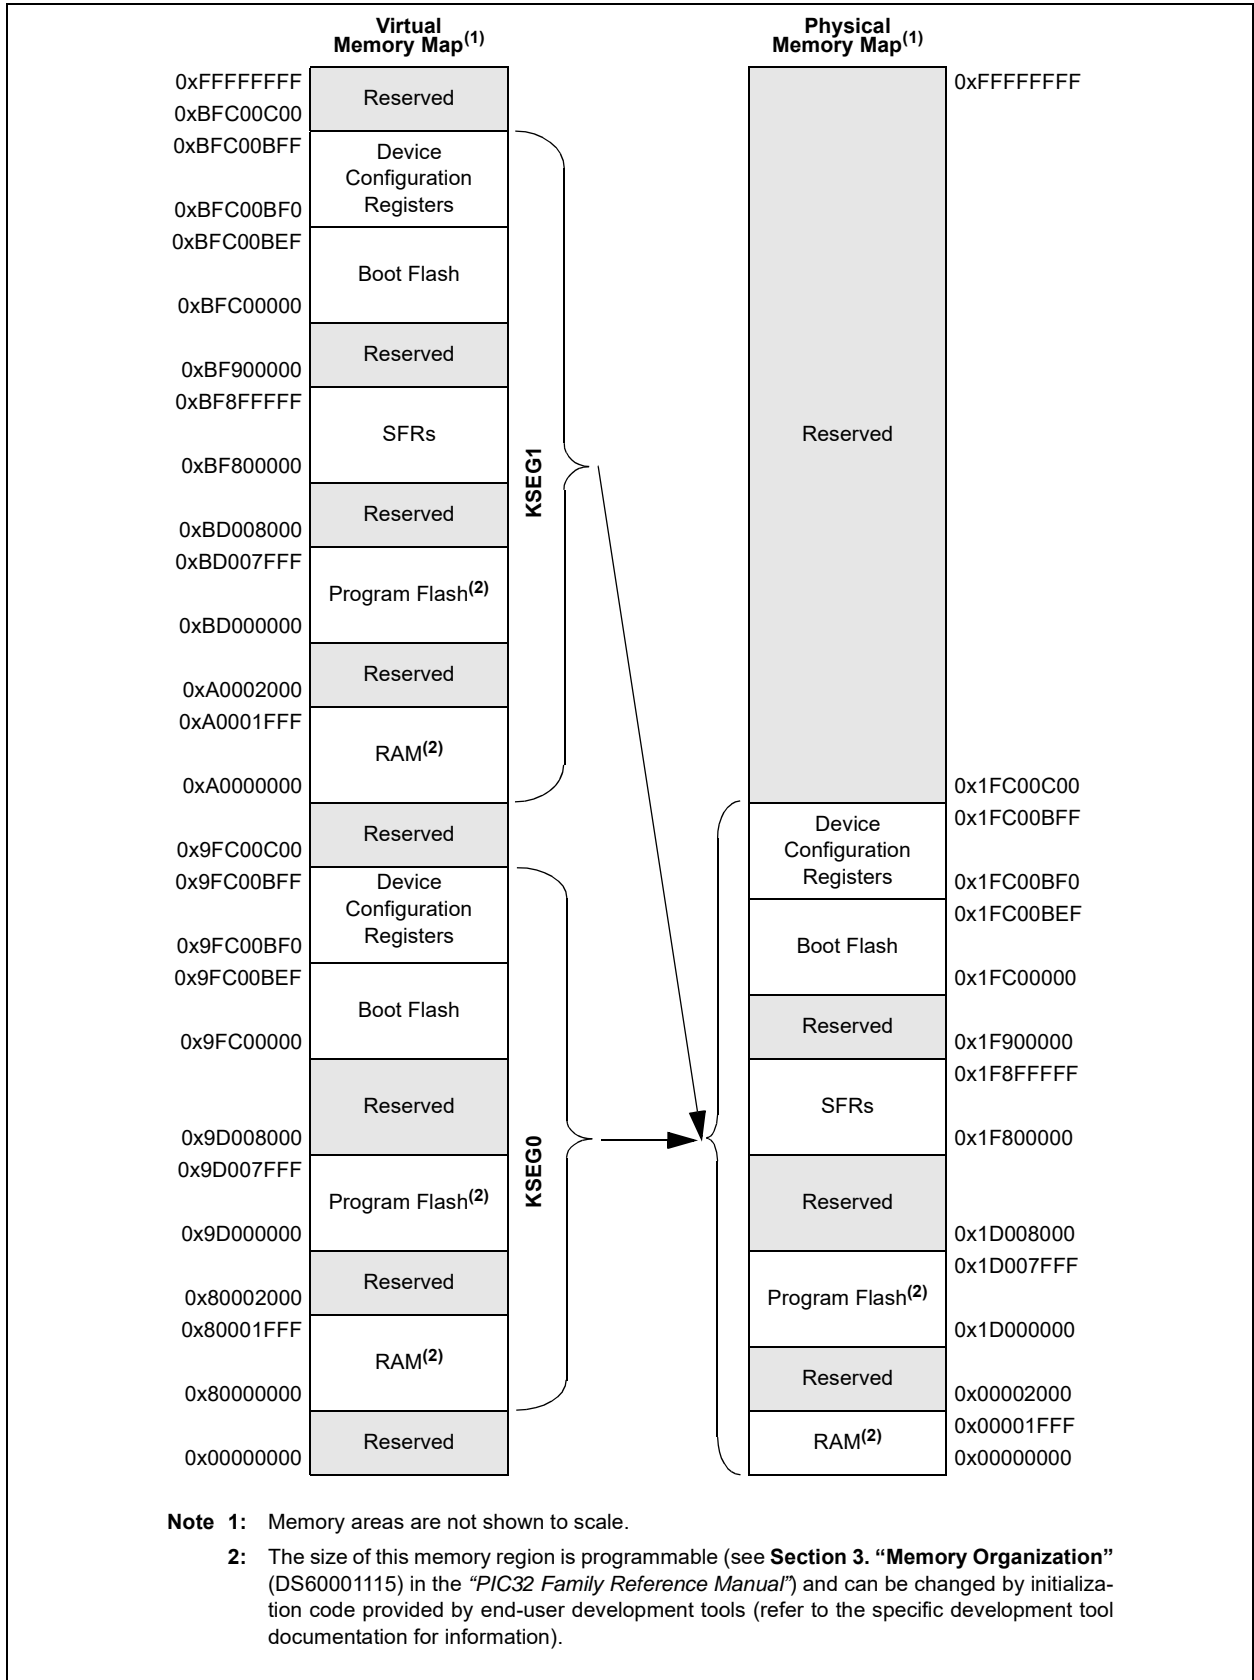 Virtual
Memory Map(1)
0xFFFFFFFF
Reserved
0xBFC00C00
0xBFC00BFF
Device
Configuration
Registers
0xBFC00BF0
0xBFC00BEF
Boot Flash
0xBFC00000
Reserved
0xBF900000
0xBF8FFFFF
SFRs
0xBF800000
Reserved
0xBD008000
0xBD007FFF
Program Flash(2)
0xBD000000
Reserved
0xA0002000
0xA0001FFF
RAM(2)
0xA0000000
KSEG1
Reserved
0x9FC00C00
0x9FC00BFF
Device
Configuration
Registers
0x9FC00BF0
0x9FC00BEF
Boot Flash
0x9FC00000
Reserved
0x9D008000
0x9D007FFF
Program Flash(2)
0x9D000000
Reserved
0x80002000
0x80001FFF
RAM(2)
0x80000000
KSEG0
Reserved
0x00000000
Physical
Memory Map(1)
0xFFFFFFFF
Reserved
0x1FC00C00
0x1FC00BFF
Device
Configuration
Registers
0x1FC00BF0
0x1FC00BEF
Boot Flash
0x1FC00000
Reserved
0x1F900000
0x1F8FFFFF
SFRs
0x1F800000
Reserved
0x1D008000
0x1D007FFF
Program Flash(2)
0x1D000000
Reserved
0x00002000
0x00001FFF
RAM(2)
0x00000000
Note 1: Memory areas are not shown to scale.
2: The size of this memory region is programmable (see Section 3. “Memory Organization”
(DS60001115) in the “PIC32 Family Reference Manual”) and can be changed by initializa-
tion code provided by end-user development tools (refer to the specific development tool
documentation for information).